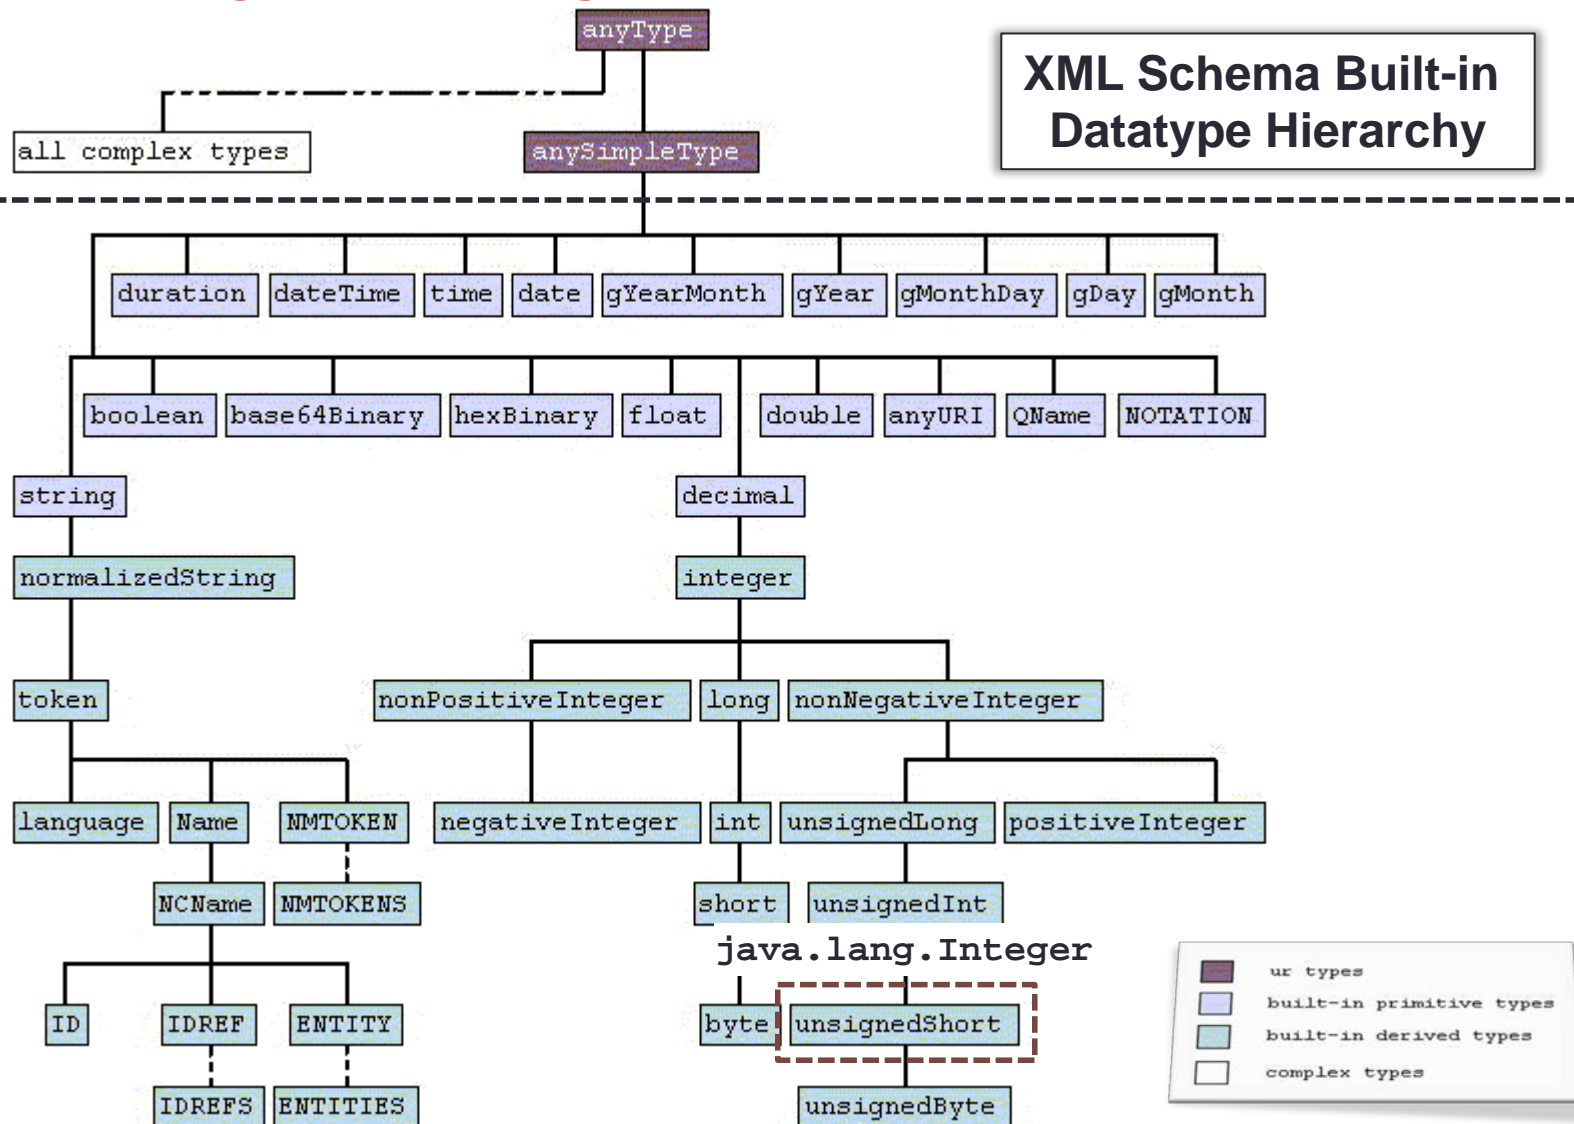 anyType
XML Schema Built-in
Datatype Hierarchy
all complex types
anySimpleType
duration
dateTime
time
date
gYearMonth
gYear
gMonthDay
gDay
gMonth
boolean
base64Binary
hexBinary
float
double
anyURI
QName
NOTATION
string
decimal
normalizedString
integer
token
nonPositiveInteger
long
nonNegativeInteger
language
Name
NMTOKEN
negativeInteger
int
unsignedLong
positiveInteger
NCName
NMTOKENS
short
unsignedInt
java.lang.Integer
ID
IDREF
ENTITY
byte
unsignedShort
IDREFS
ENTITIES
unsignedByte
ur types
built-in primitive types
built-in derived types
complex types